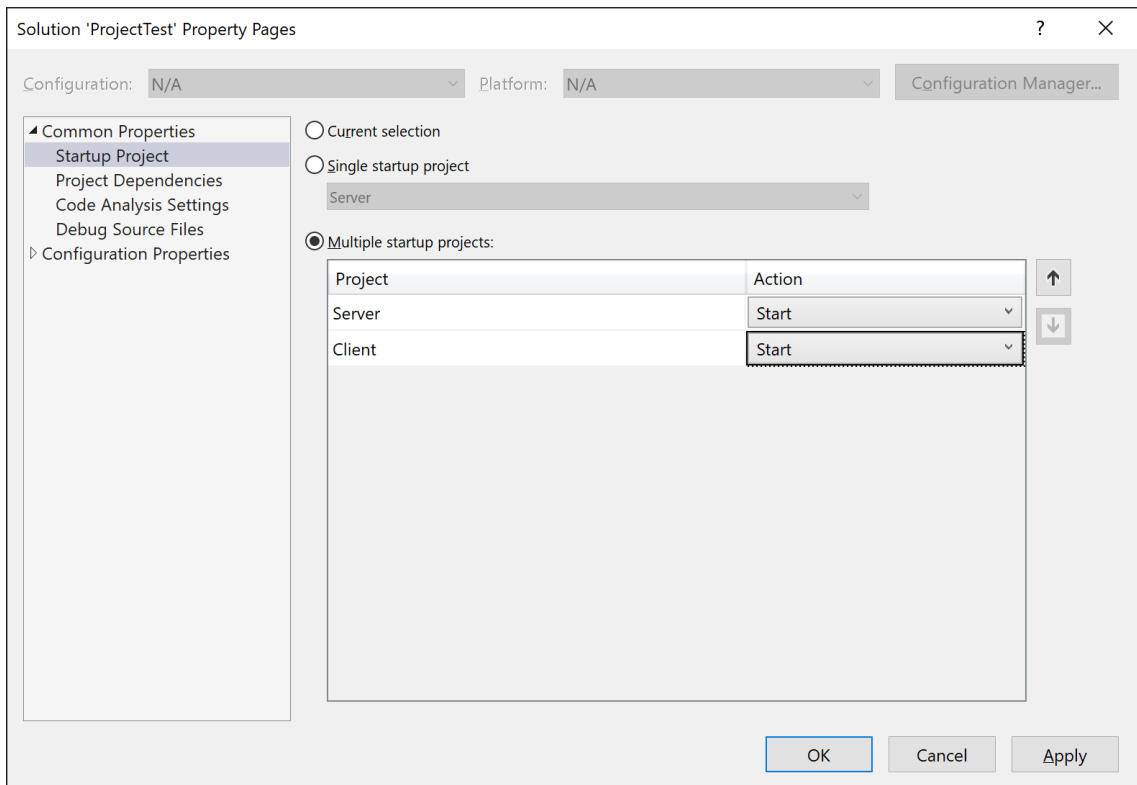 Solution 'ProjectTest' Property Pages
?
Configuration: N/A Platform: N/A Configuration Manager...
Common Properties
Startup Project
Project Dependencies
Code Analysis Settings
Debug Source Files
Configuration Properties
Current selection
Single startup project
Server
Multiple startup projects:
Project Action
Server Start
Client Start
OK Cancel Apply